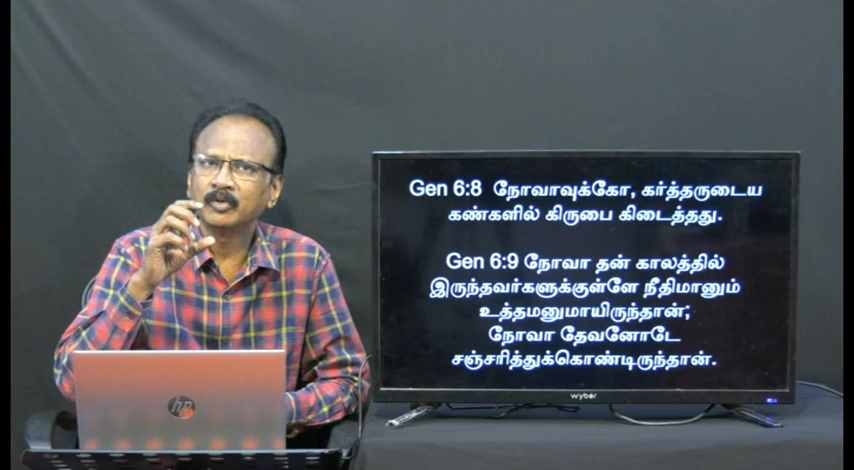 Gen 6:8 நோவாவுக்கோ, கர்த்தருடைய
கண்களில் கிருபை கிடைத்தது.
Gen 6:9 நோவா தன் காலத்தில்
இருந்தவர்களுக்குள்ளே நீதிமானும்
உத்தமனுமாயிருந்தான்;
நோவா தேவனோடே
சஞ்சரித்துக்கொண்டிருந்தான்.
wybor
hp